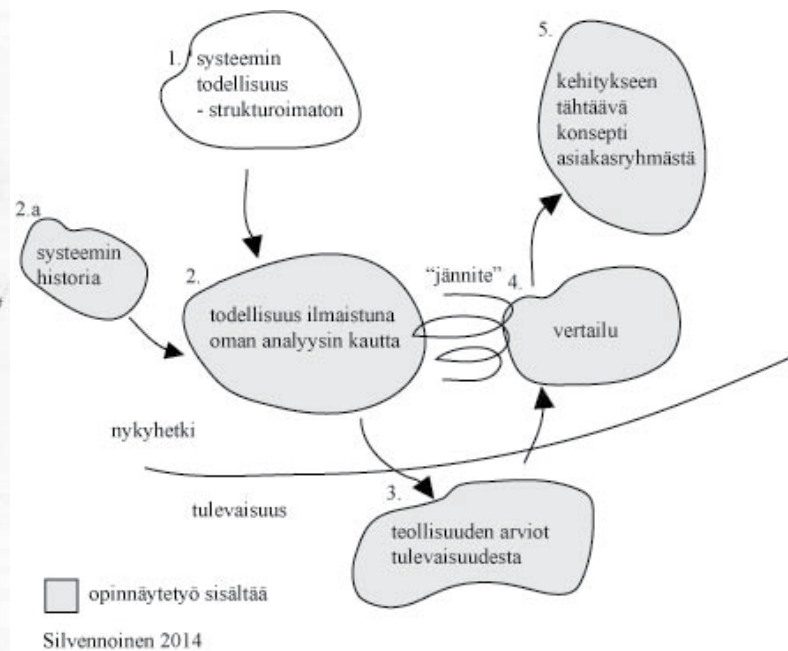 1. systeemin
todellisuus
- strukturoimaton
5.
kehitykseen
tähtäävä
konsepti
asiakasryhmästä
2.a
systeemin
historia
2.
todellisuus ilmaistuna
oman analyysin kautta
“jännite”
4.
vertailu
nykyhetki
tulevaisuus
3.
teollisuuden arviot
tulevaisuudesta
opinnäytetyö sisältää
Silvennoinen 2014